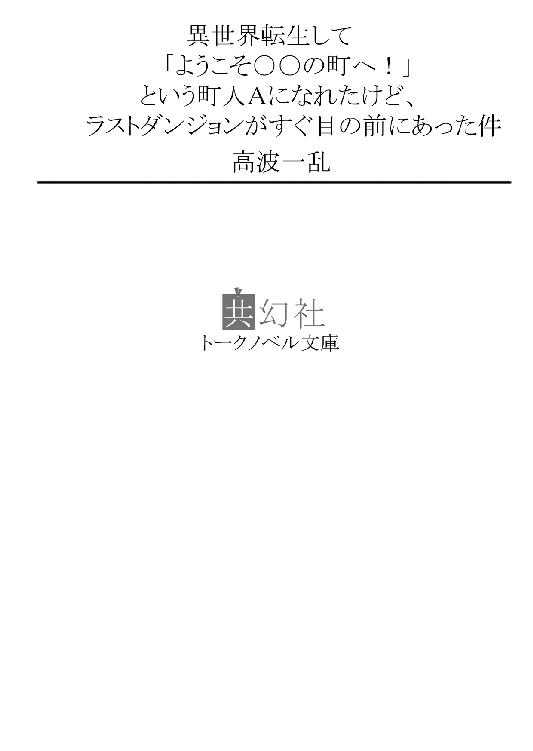 異世界転生して
「ようこそ〇〇の町へ！」
という町人Ａになれたけど、
ラストダンジョンがすぐ目の前にあった件
高波一乱
共幻社
トークノベル文庫